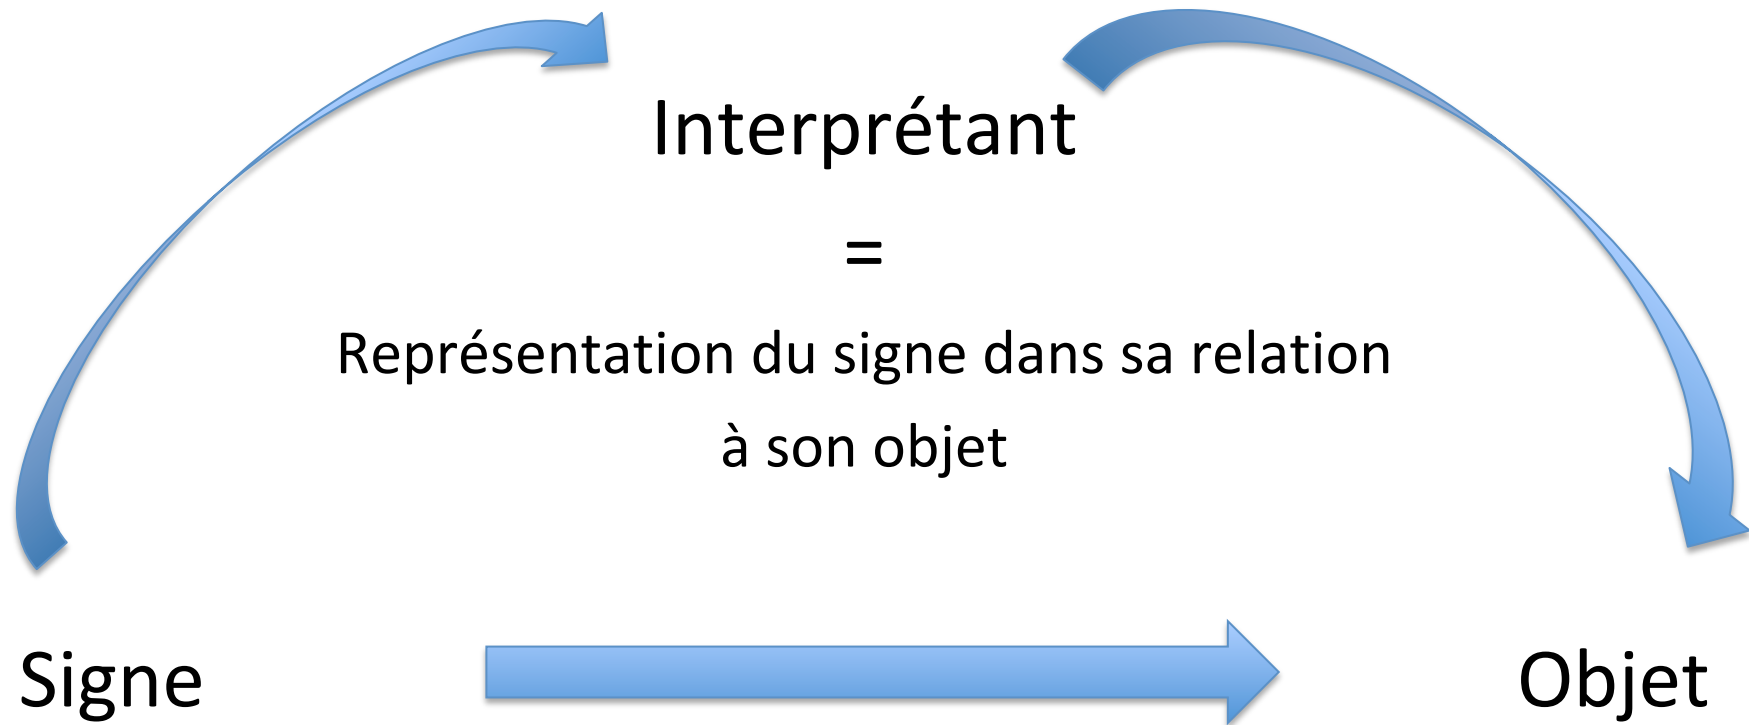 Interprétant
=
Représentation du signe dans sa relation
à son objet
Signe
Objet